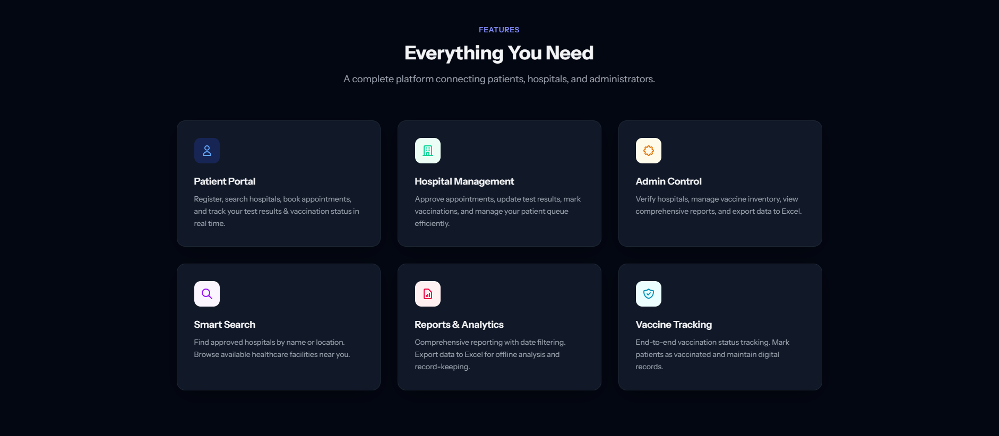 FEATURES
Everything You Need
A complete platform connecting patients, hospitals, and administrators.
Patient Portal
Register, search hospitals, book appointments,
and track your test results & vaccination status in
real time.
Hospital Management
Approve appointments, update test results, mark
vaccinations, and manage your patient queue
efficiently.
Admin Control
Verify hospitals, manage vaccine inventory, view
comprehensive reports, and export data to Excel.
Smart Search
Find approved hospitals by name or location.
Browse available healthcare facilities near you.
Reports & Analytics
Comprehensive reporting with date filtering.
Export data to Excel for offline analysis and
record-keeping.
Vaccine Tracking
End-to-end vaccination status tracking. Mark
patients as vaccinated and maintain digital
records.